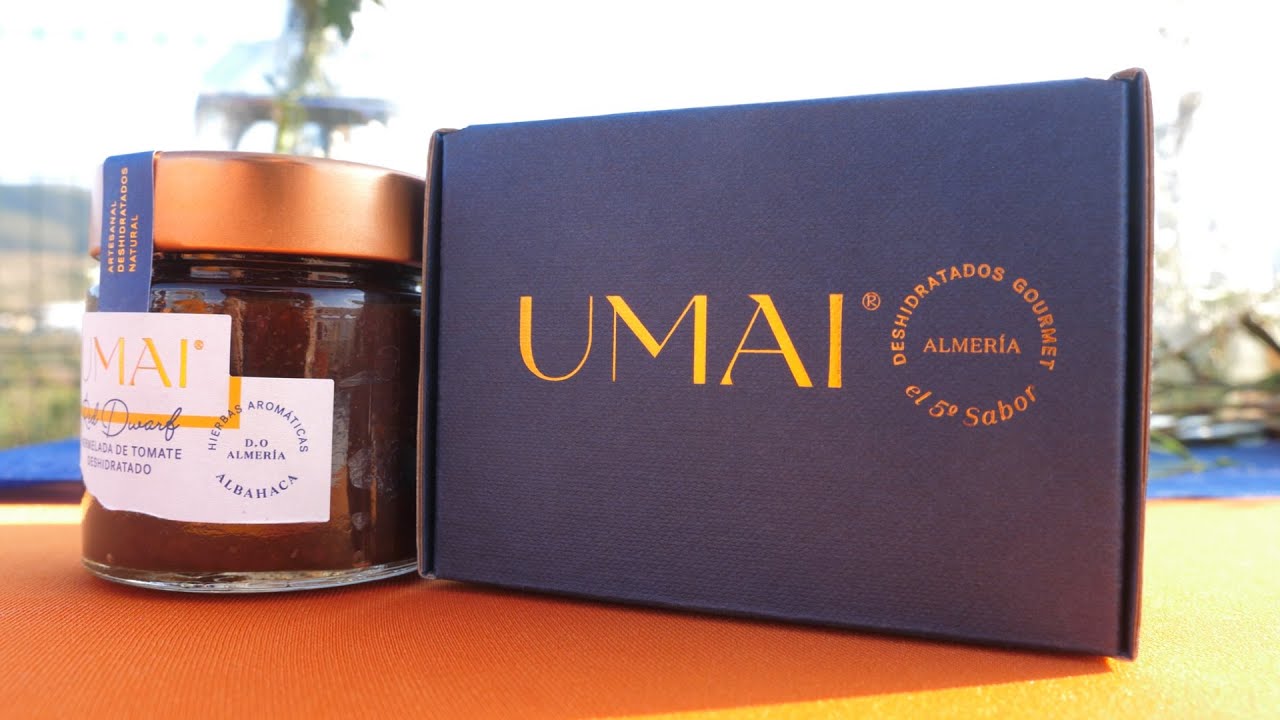 ARTESANAL
DESHIDRATADOS
NATURAL
UMAI®
Red Dwarf
MERMELADA DE TOMATE
DESHIDRATADO
HIERBAS AROMÁTICAS
D.O
ALMERÍA
ALBAHACA
UMAI®
DESHIDRATADOS GOURMET
ALMERÍA
el 5º Sabor